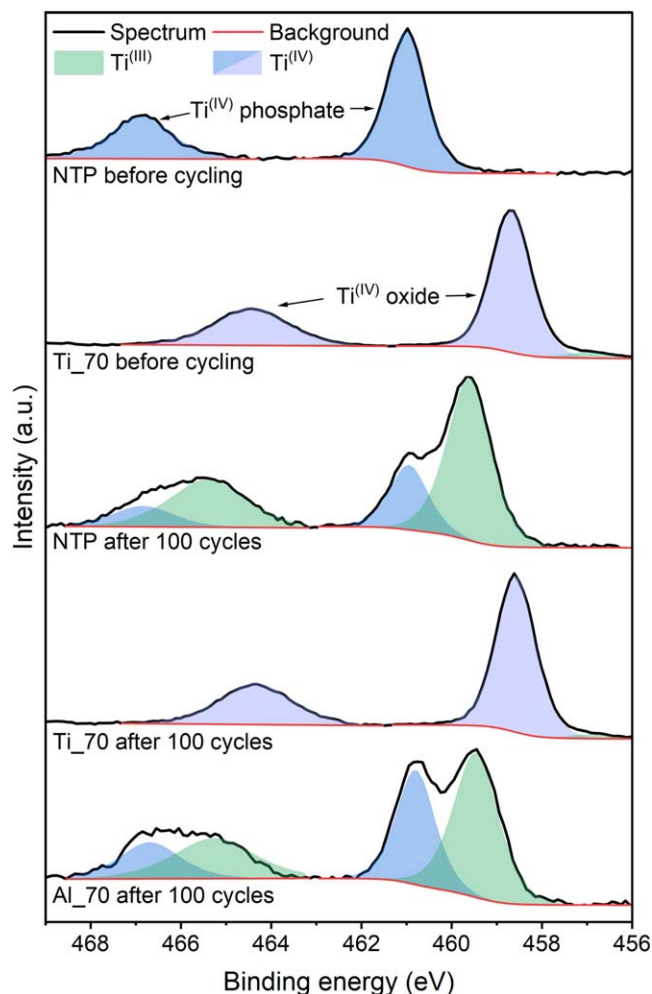 Spectrum Background
Ti(III) Ti(IV)
Ti(IV) phosphate
NTP before cycling
Ti(IV) oxide
Ti_70 before cycling
NTP after 100 cycles
Ti_70 after 100 cycles
Al_70 after 100 cycles
Intensity (a.u.)
468 466 464 462 460 458 456
Binding energy (eV)